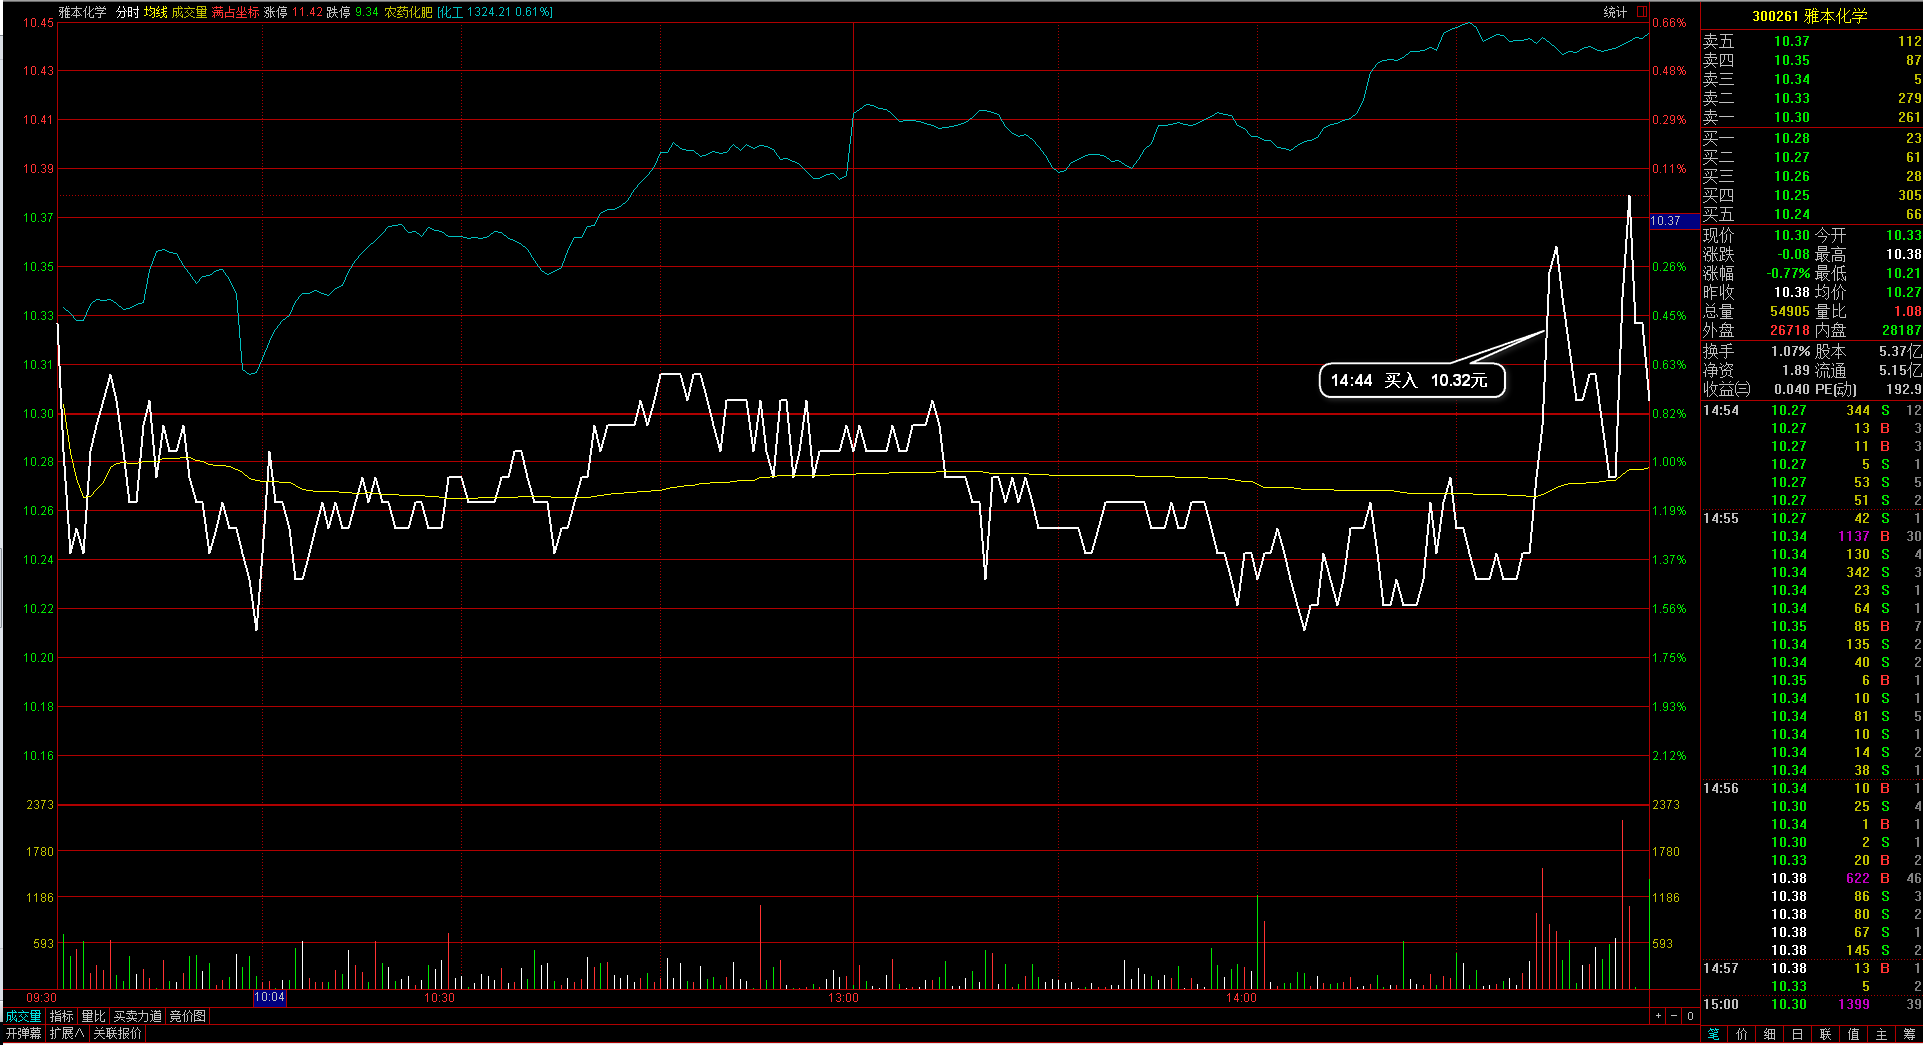 雅本化学 分时 均线 成交量 满占坐标 涨停 11.42 跌停 9.34 农药化肥 [化工 1324.21 0.61%]
统计
10.45 0.66%
10.43 0.48%
10.41 0.29%
10.39 0.11%
10.37 10.37
10.35 0.26%
10.33 0.45%
10.31 0.63%
10.30 0.82%
10.28 1.00%
10.26 1.19%
10.24 1.37%
10.22 1.56%
10.20 1.75%
10.18 1.93%
10.16 2.12%
2373 2373
1780 1780
1186 1186
593 593
14:44 买入 10.32元
09:30 10:04 10:30 13:00 14:00
成交量 指标 量比 买卖力道 竞价图
+ − 0
开弹幕 扩展∧ 关联报价
300261 雅本化学
卖五 10.37 112
卖四 10.35 87
卖三 10.34 5
卖二 10.33 279
卖一 10.30 261
买一 10.28 23
买二 10.27 61
买三 10.26 28
买四 10.25 305
买五 10.24 66
现价 10.30 今开 10.33
涨跌 -0.08 最高 10.38
涨幅 -0.77% 最低 10.21
昨收 10.38 均价 10.27
总量 54905 量比 1.08
外盘 26718 内盘 28187
换手 1.07% 股本 5.37亿
净资 1.89 流通 5.15亿
收益㈢ 0.040 PE(动) 192.9
14:54 10.27 344 S 12
10.27 13 B 3
10.27 11 B 3
10.27 5 S 1
10.27 53 S 5
10.27 51 S 2
14:55 10.27 42 S 1
10.34 1137 B 30
10.34 130 S 4
10.34 342 S 3
10.34 23 S 1
10.34 64 S 1
10.35 85 B 7
10.34 135 S 2
10.34 40 S 2
10.35 6 B 1
10.34 10 S 1
10.34 81 S 5
10.34 10 S 1
10.34 14 S 2
10.34 38 S 1
14:56 10.34 10 B 1
10.30 25 S 4
10.34 1 B 1
10.30 2 S 1
10.33 20 B 2
10.38 622 B 46
10.38 86 S 3
10.38 80 S 2
10.38 67 S 1
10.38 145 S 2
14:57 10.38 13 B 1
10.33 5 2
15:00 10.30 1399 39
笔 价 细 日 联 值 主 筹